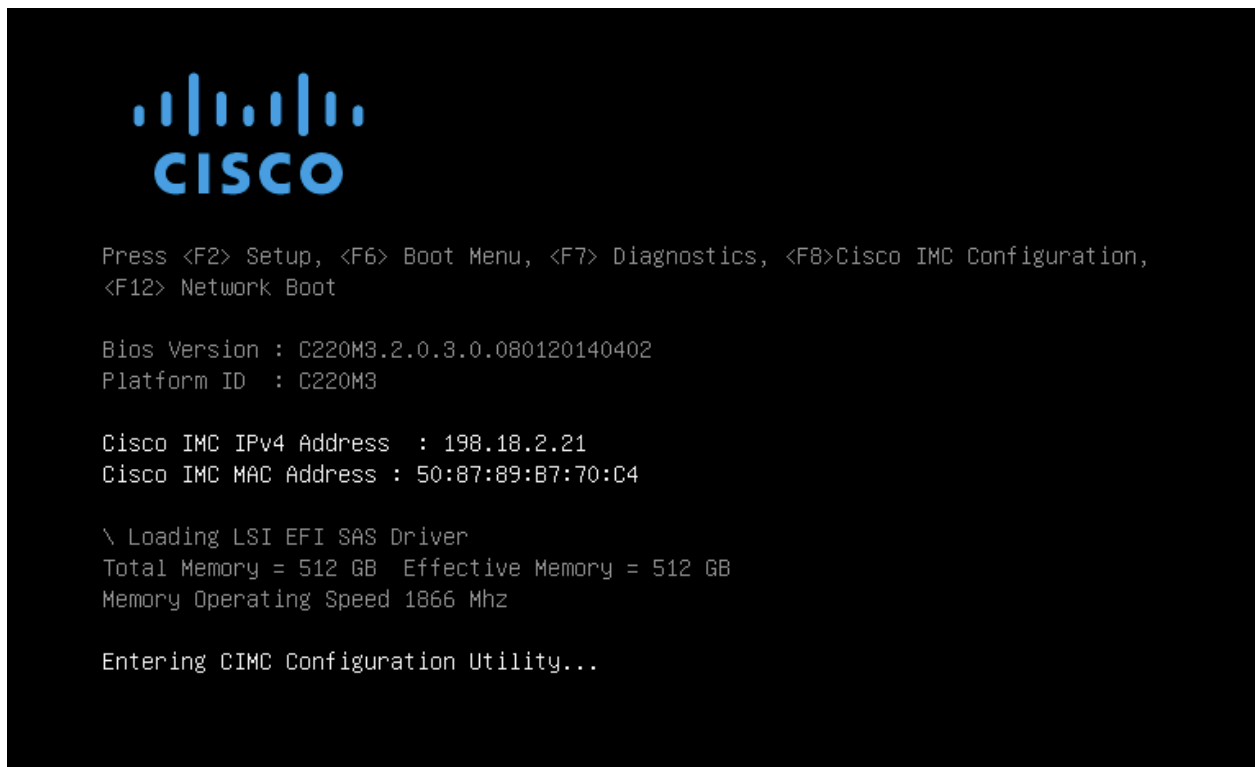 CISCO
Press <F2> Setup, <F6> Boot Menu, <F7> Diagnostics, <F8>Cisco IMC Configuration,
<F12> Network Boot
Bios Version : C220M3.2.0.3.0.080120140402
Platform ID  : C220M3
Cisco IMC IPv4 Address  : 198.18.2.21
Cisco IMC MAC Address : 50:87:89:B7:70:C4
\ Loading LSI EFI SAS Driver
Total Memory = 512 GB  Effective Memory = 512 GB
Memory Operating Speed 1866 Mhz
Entering CIMC Configuration Utility...